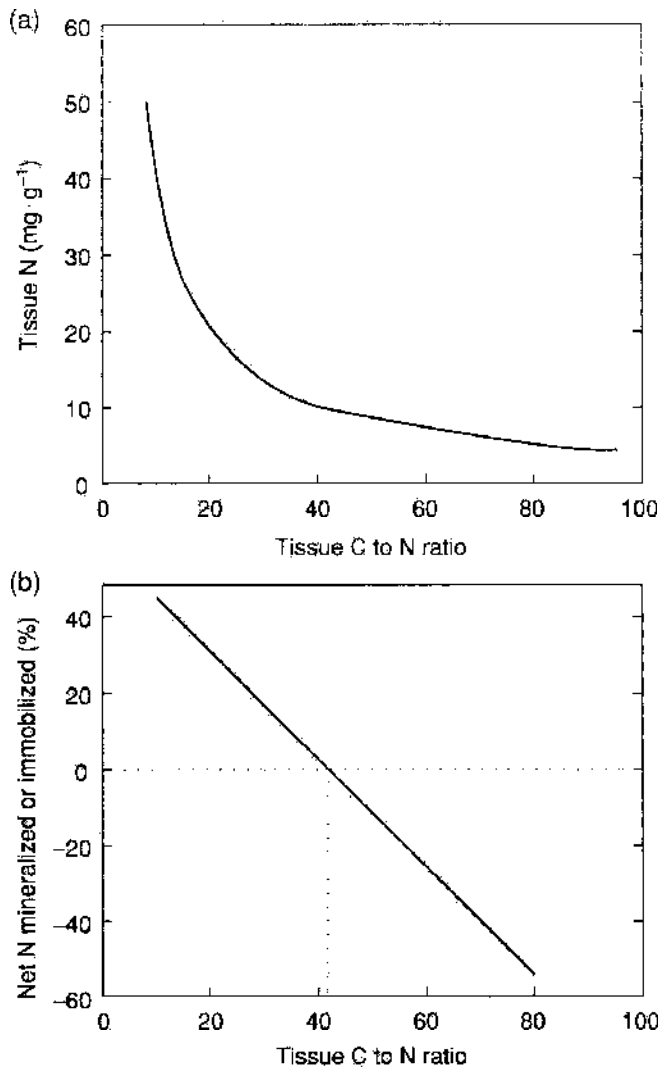 (a)
60
50
40
30
20
10
0
Tissue N (mg · g⁻¹)
0 20 40 60 80 100
Tissue C to N ratio
(b)
40
20
0
−20
−40
−60
Net N mineralized or immobilized (%)
0 20 40 60 80 100
Tissue C to N ratio